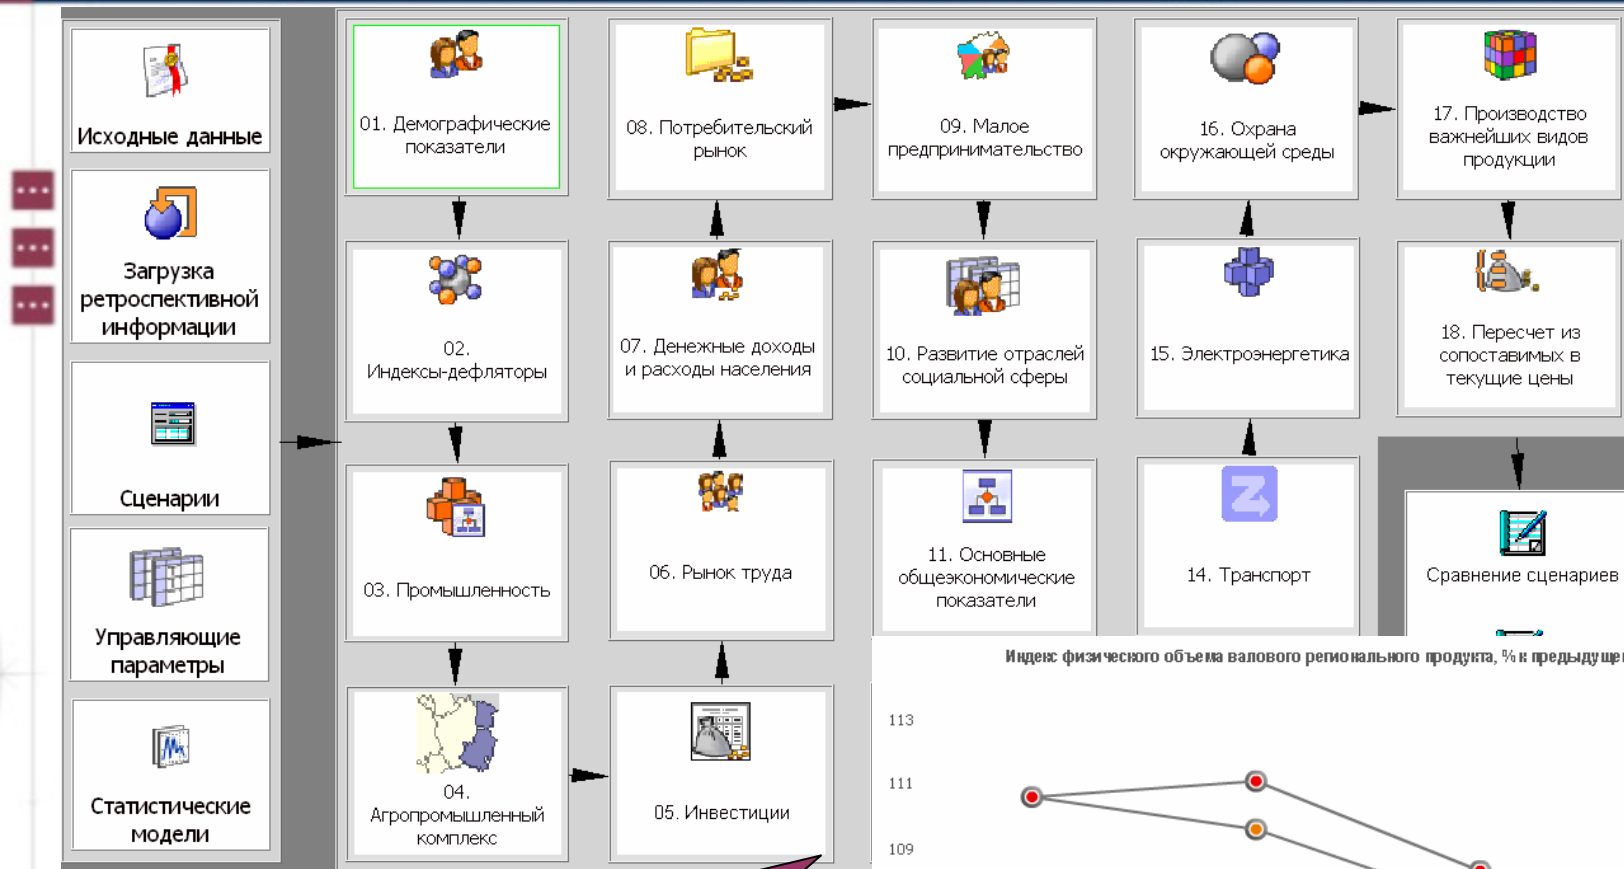 Исходные данные
Загрузка
ретроспективной
информации
Сценарии
Управляющие
параметры
Статистические
модели
01. Демографические
показатели
02.
Индексы-дефляторы
03. Промышленность
04.
Агропромышленный
комплекс
05. Инвестиции
06. Рынок труда
07. Денежные доходы
и расходы населения
08. Потребительский
рынок
09. Малое
предпринимательство
10. Развитие отраслей
социальной сферы
11. Основные
общеэкономические
показатели
14. Транспорт
15. Электроэнергетика
16. Охрана
окружающей среды
17. Производство
важнейших видов
продукции
18. Пересчет из
сопоставимых в
текущие цены
Сравнение сценариев
Индекс физического объема валового регионального продукта, % к предыдуще
113
111
109